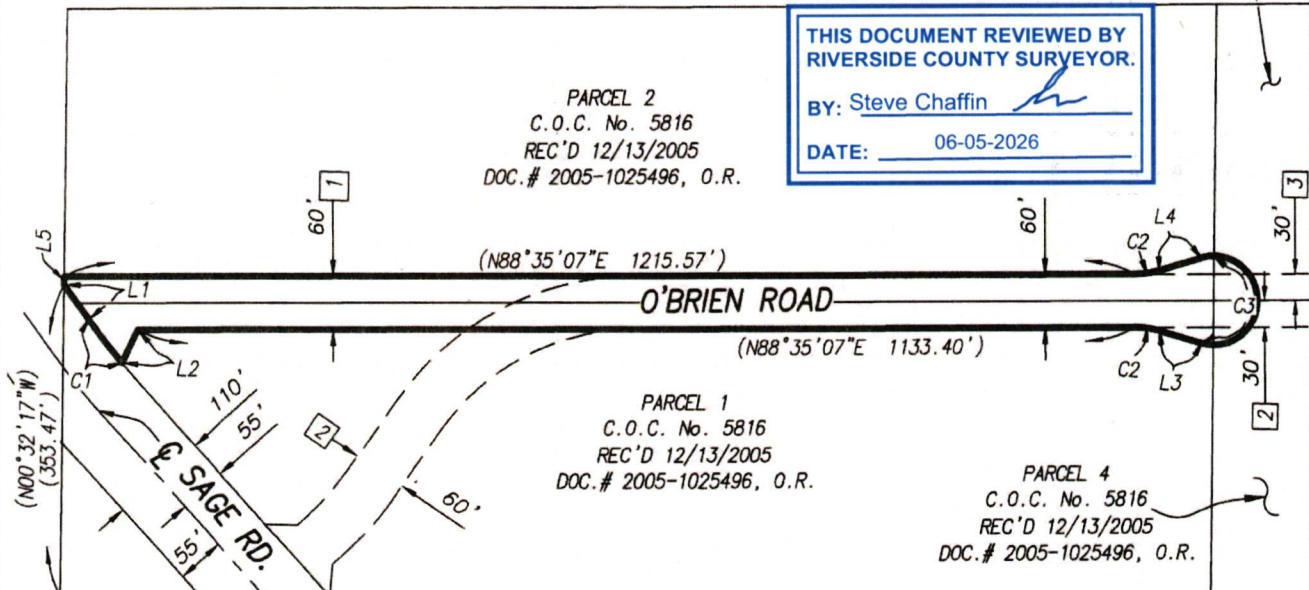 THIS DOCUMENT REVIEWED BY
RIVERSIDE COUNTY SURVEYOR.
BY: Steve Chaffin
DATE: 06-05-2026
PARCEL 2
C.O.C. No. 5816
REC'D 12/13/2005
DOC.# 2005-1025496, O.R.
1
60'
60'
3
30'
L5
L1
(N88°35'07"E 1215.57')
C2
L4
O'BRIEN ROAD
C3
C1
L2
(N88°35'07"E 1133.40')
C2
L3
30'
2
(N00°32'17"W)
(353.47')
110'
55'
2
℄ SAGE RD.
55'
60'
PARCEL 1
C.O.C. No. 5816
REC'D 12/13/2005
DOC.# 2005-1025496, O.R.
PARCEL 4
C.O.C. No. 5816
REC'D 12/13/2005
DOC.# 2005-1025496, O.R.